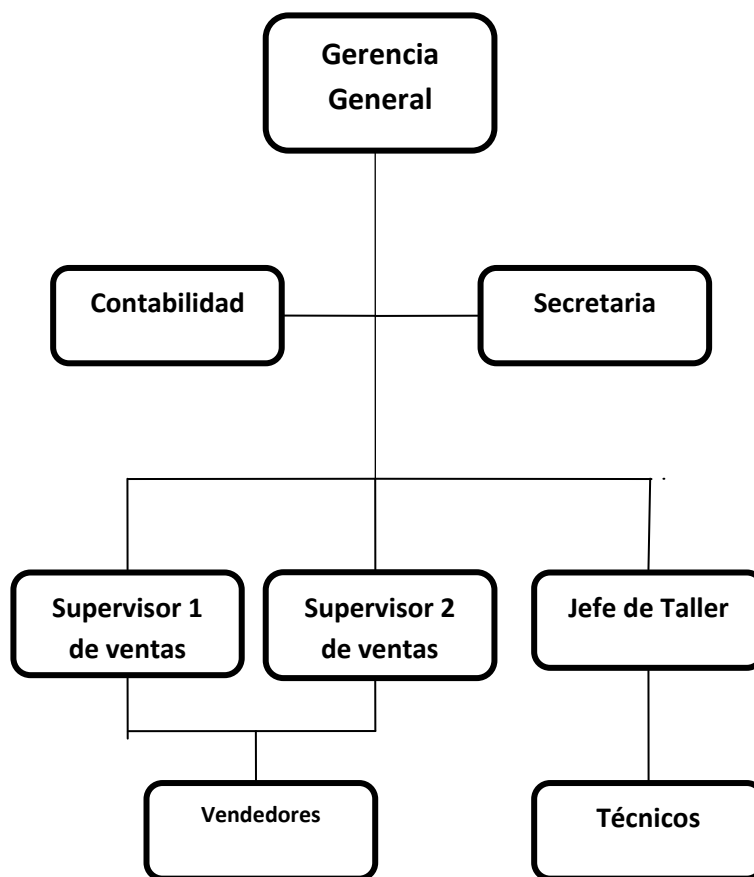 Gerencia
General
Contabilidad
Secretaria
Supervisor 1
de ventas
Supervisor 2
de ventas
Jefe de Taller
Vendedores
Técnicos